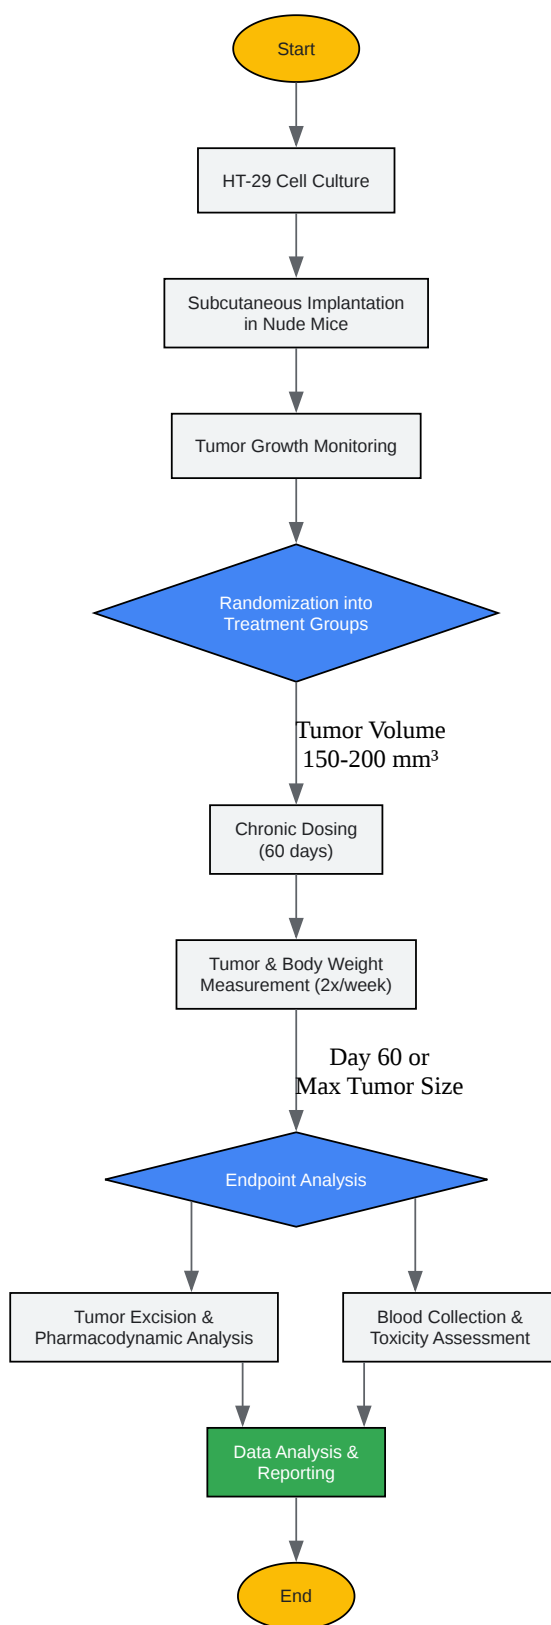 Start
HT-29 Cell Culture
Subcutaneous Implantation
in Nude Mice
Tumor Growth Monitoring
Randomization into
Treatment Groups
Tumor Volume
150-200 mm³
Chronic Dosing
(60 days)
Tumor & Body Weight
Measurement (2x/week)
Day 60 or
Max Tumor Size
Endpoint Analysis
Tumor Excision &
Pharmacodynamic Analysis
Blood Collection &
Toxicity Assessment
Data Analysis &
Reporting
End